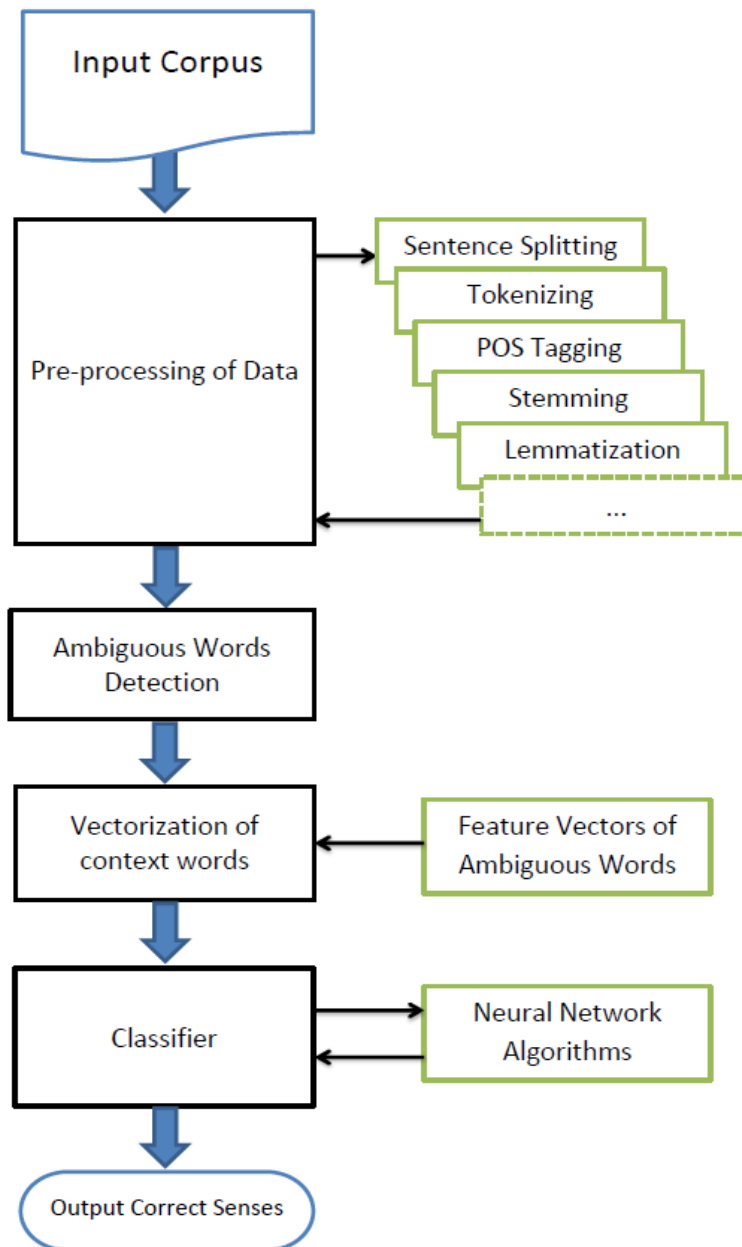 Input Corpus
Pre-processing of Data
Sentence Splitting
Tokenizing
POS Tagging
Stemming
Lemmatization
...
Ambiguous Words
Detection
Vectorization of
context words
Feature Vectors of
Ambiguous Words
Classifier
Neural Network
Algorithms
Output Correct Senses